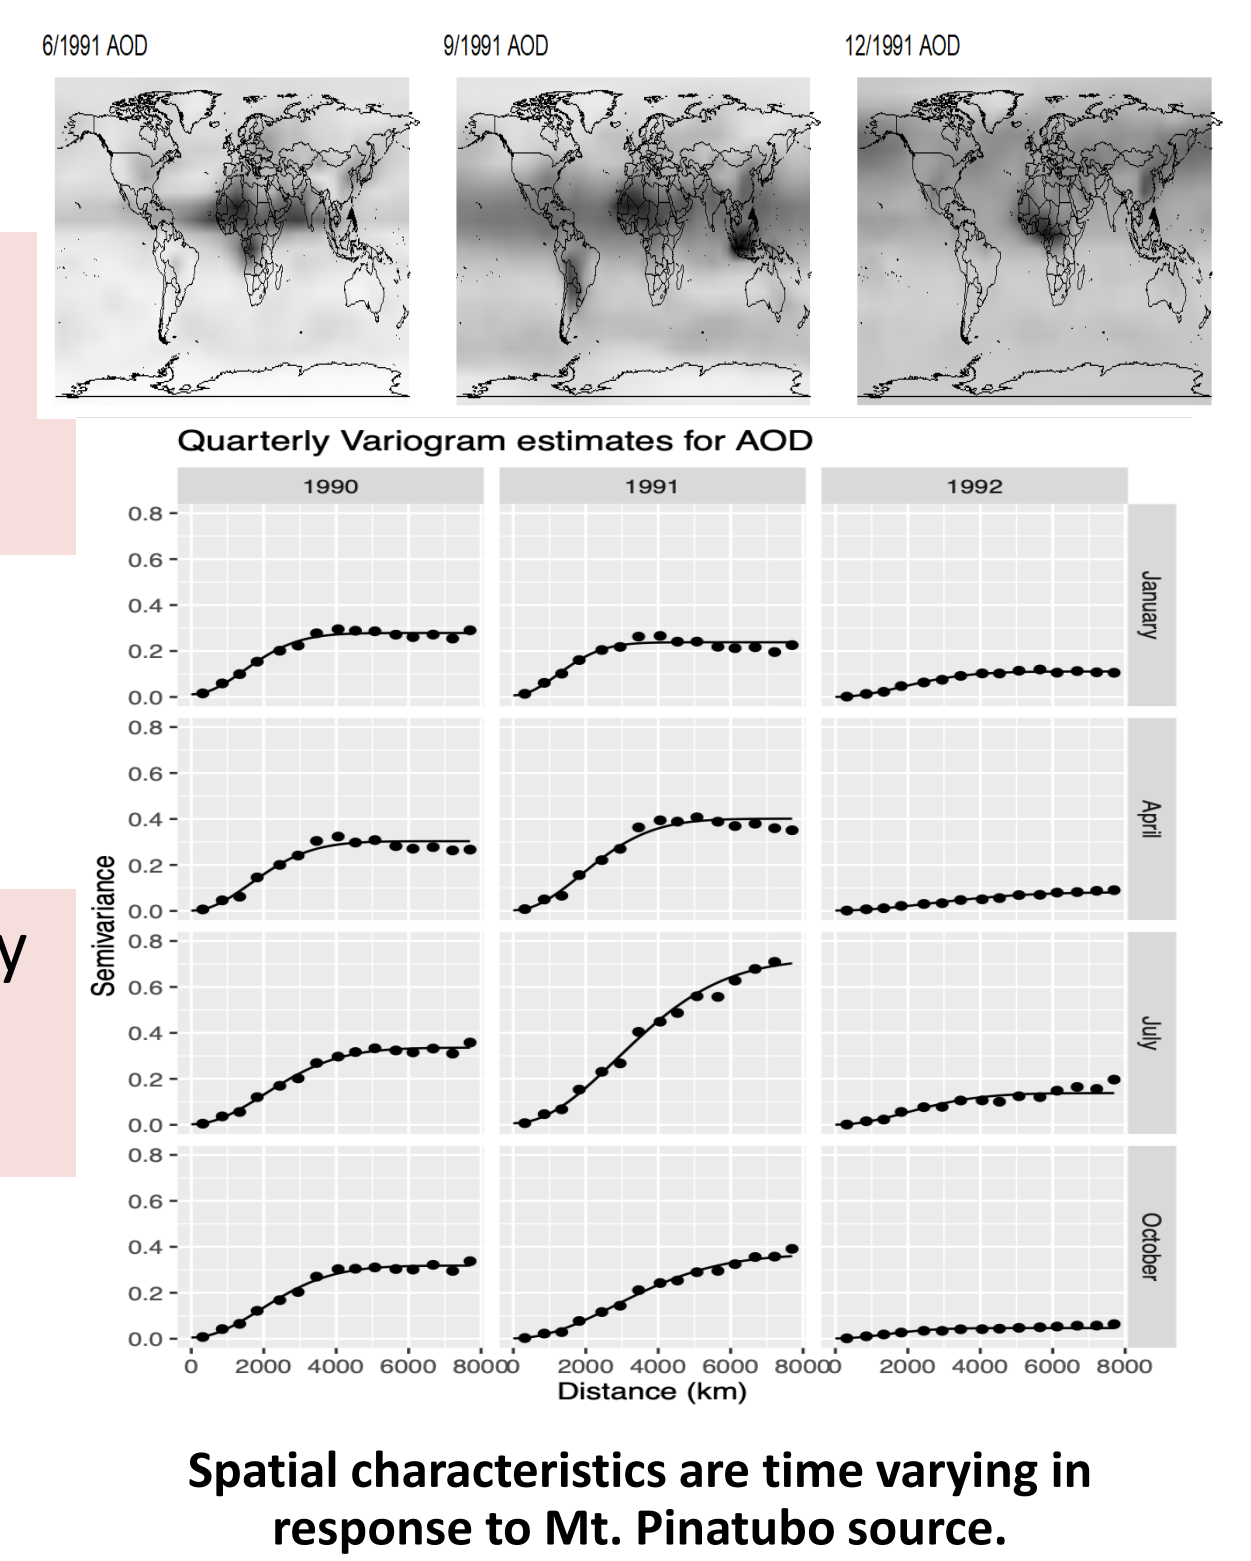 6/1991 AOD 9/1991 AOD 12/1991 AOD
Quarterly Variogram estimates for AOD
1990 1991 1992
0.8
0.6
0.4
0.2
0.0
January
0.8
0.6
0.4
0.2
0.0
April
Semivariance
y
0.8
0.6
0.4
0.2
0.0
July
0.8
0.6
0.4
0.2
0.0
October
0 2000 4000 6000 8000 0 2000 4000 6000 8000 0 2000 4000 6000 8000
Distance (km)
Spatial characteristics are time varying in
response to Mt. Pinatubo source.